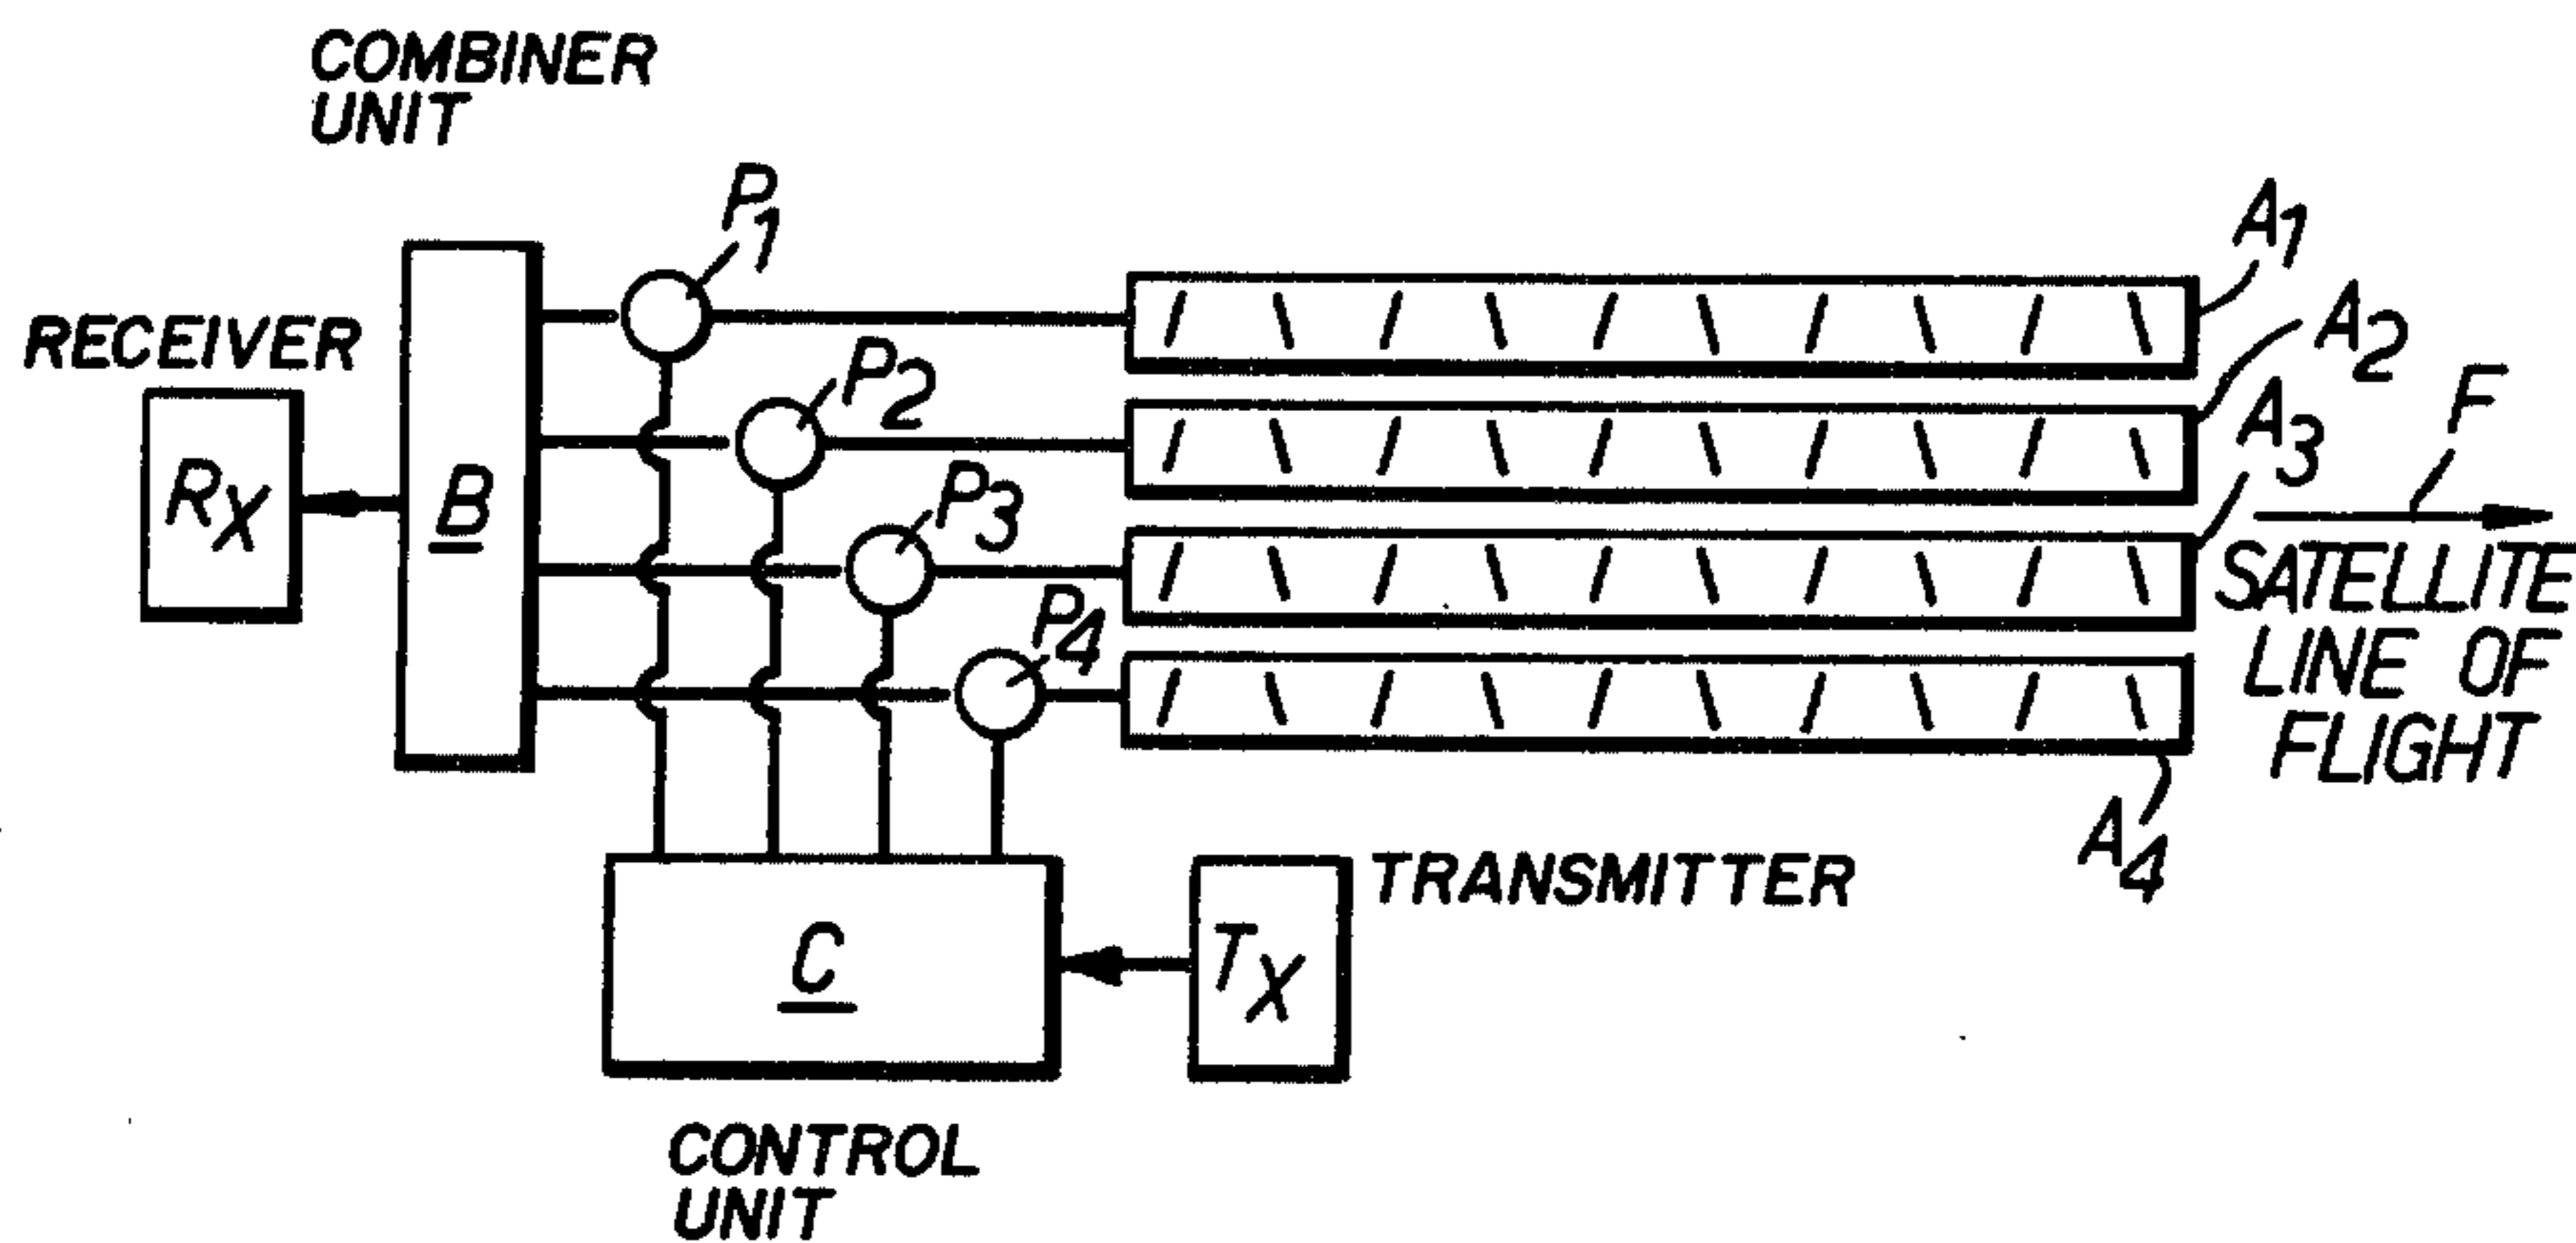 COMBINER
UNIT
P1
A1
A2
RECEIVER
P2
A3
F
RX
B
P3
P4
SATELLITE
LINE OF
FLIGHT
A4
TRANSMITTER
C
TX
CONTROL
UNIT